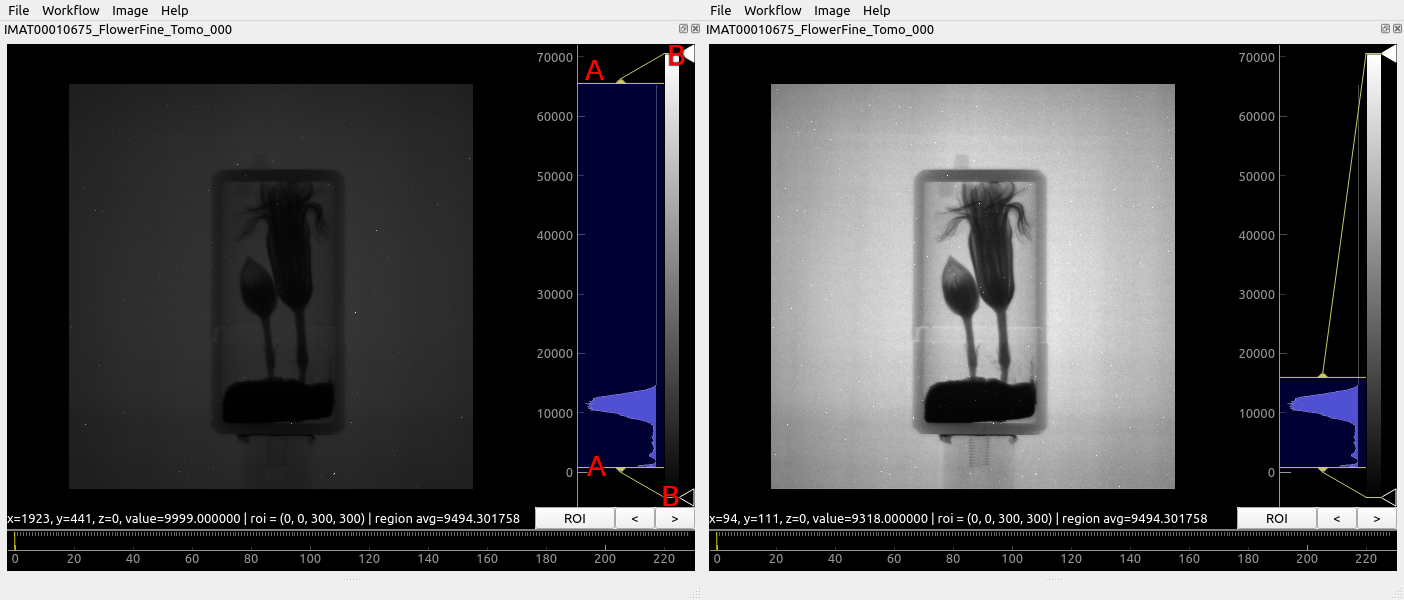 File Workflow Image Help
IMAT00010675_FlowerFine_Tomo_000
70000
60000
50000
40000
30000
20000
10000
0
A
B
A
B
x=1923, y=441, z=0, value=9999.000000 | roi = (0, 0, 300, 300) | region avg=9494.301758
ROI < >
0 20 40 60 80 100 120 140 160 180 200 220
File Workflow Image Help
IMAT00010675_FlowerFine_Tomo_000
70000
60000
50000
40000
30000
20000
10000
0
x=94, y=111, z=0, value=9318.000000 | roi = (0, 0, 300, 300) | region avg=9494.301758
ROI < >
0 20 40 60 80 100 120 140 160 180 200 220